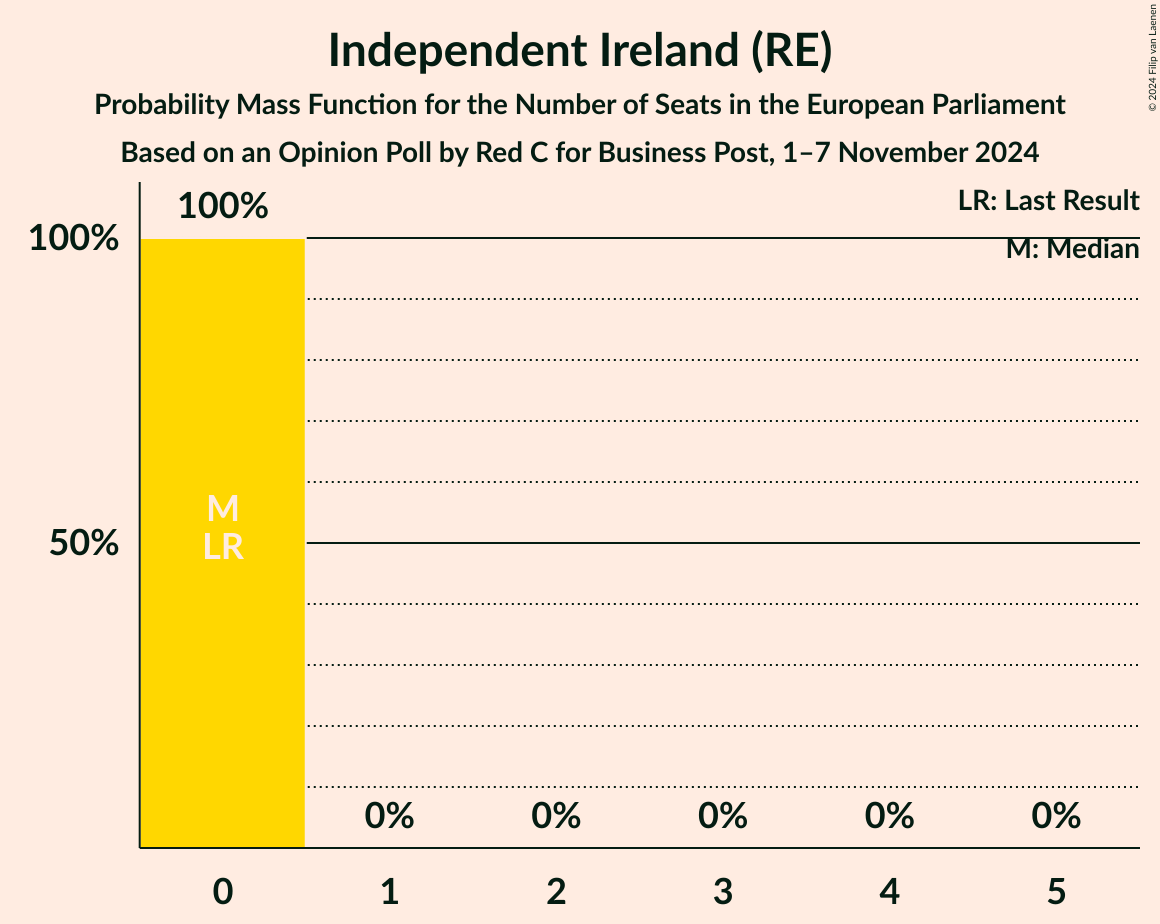 Independent Ireland (RE)
Probability Mass Function for the Number of Seats in the European Parliament
Based on an Opinion Poll by Red C for Business Post, 1–7 November 2024
© 2024 Filip van Laenen
LR: Last Result
M: Median
100%
100%
50%
M
LR
0% 0% 0% 0% 0%
0 1 2 3 4 5